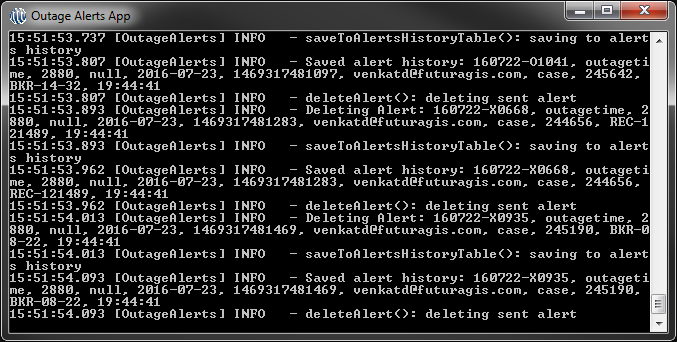 Outage Alerts App
15:51:53.737 [OutageAlerts] INFO   - saveToAlertsHistoryTable(): saving to alert
s history
15:51:53.807 [OutageAlerts] INFO   - Saved alert history: 160722-O1041, outageti
me, 2880, null, 2016-07-23, 1469317481097, venkatd@futuragis.com, case, 245642,
BKR-14-32, 19:44:41
15:51:53.807 [OutageAlerts] INFO   - deleteAlert(): deleting sent alert
15:51:53.893 [OutageAlerts] INFO   - Deleting Alert: 160722-X0668, outagetime, 2
880, null, 2016-07-23, 1469317481283, venkatd@futuragis.com, case, 244656, REC-1
21489, 19:44:41
15:51:53.893 [OutageAlerts] INFO   - saveToAlertsHistoryTable(): saving to alert
s history
15:51:53.962 [OutageAlerts] INFO   - Saved alert history: 160722-X0668, outageti
me, 2880, null, 2016-07-23, 1469317481283, venkatd@futuragis.com, case, 244656,
REC-121489, 19:44:41
15:51:53.962 [OutageAlerts] INFO   - deleteAlert(): deleting sent alert
15:51:54.013 [OutageAlerts] INFO   - Deleting Alert: 160722-X0935, outagetime, 2
880, null, 2016-07-23, 1469317481469, venkatd@futuragis.com, case, 245190, BKR-0
8-22, 19:44:41
15:51:54.013 [OutageAlerts] INFO   - saveToAlertsHistoryTable(): saving to alert
s history
15:51:54.093 [OutageAlerts] INFO   - Saved alert history: 160722-X0935, outageti
me, 2880, null, 2016-07-23, 1469317481469, venkatd@futuragis.com, case, 245190,
BKR-08-22, 19:44:41
15:51:54.093 [OutageAlerts] INFO   - deleteAlert(): deleting sent alert